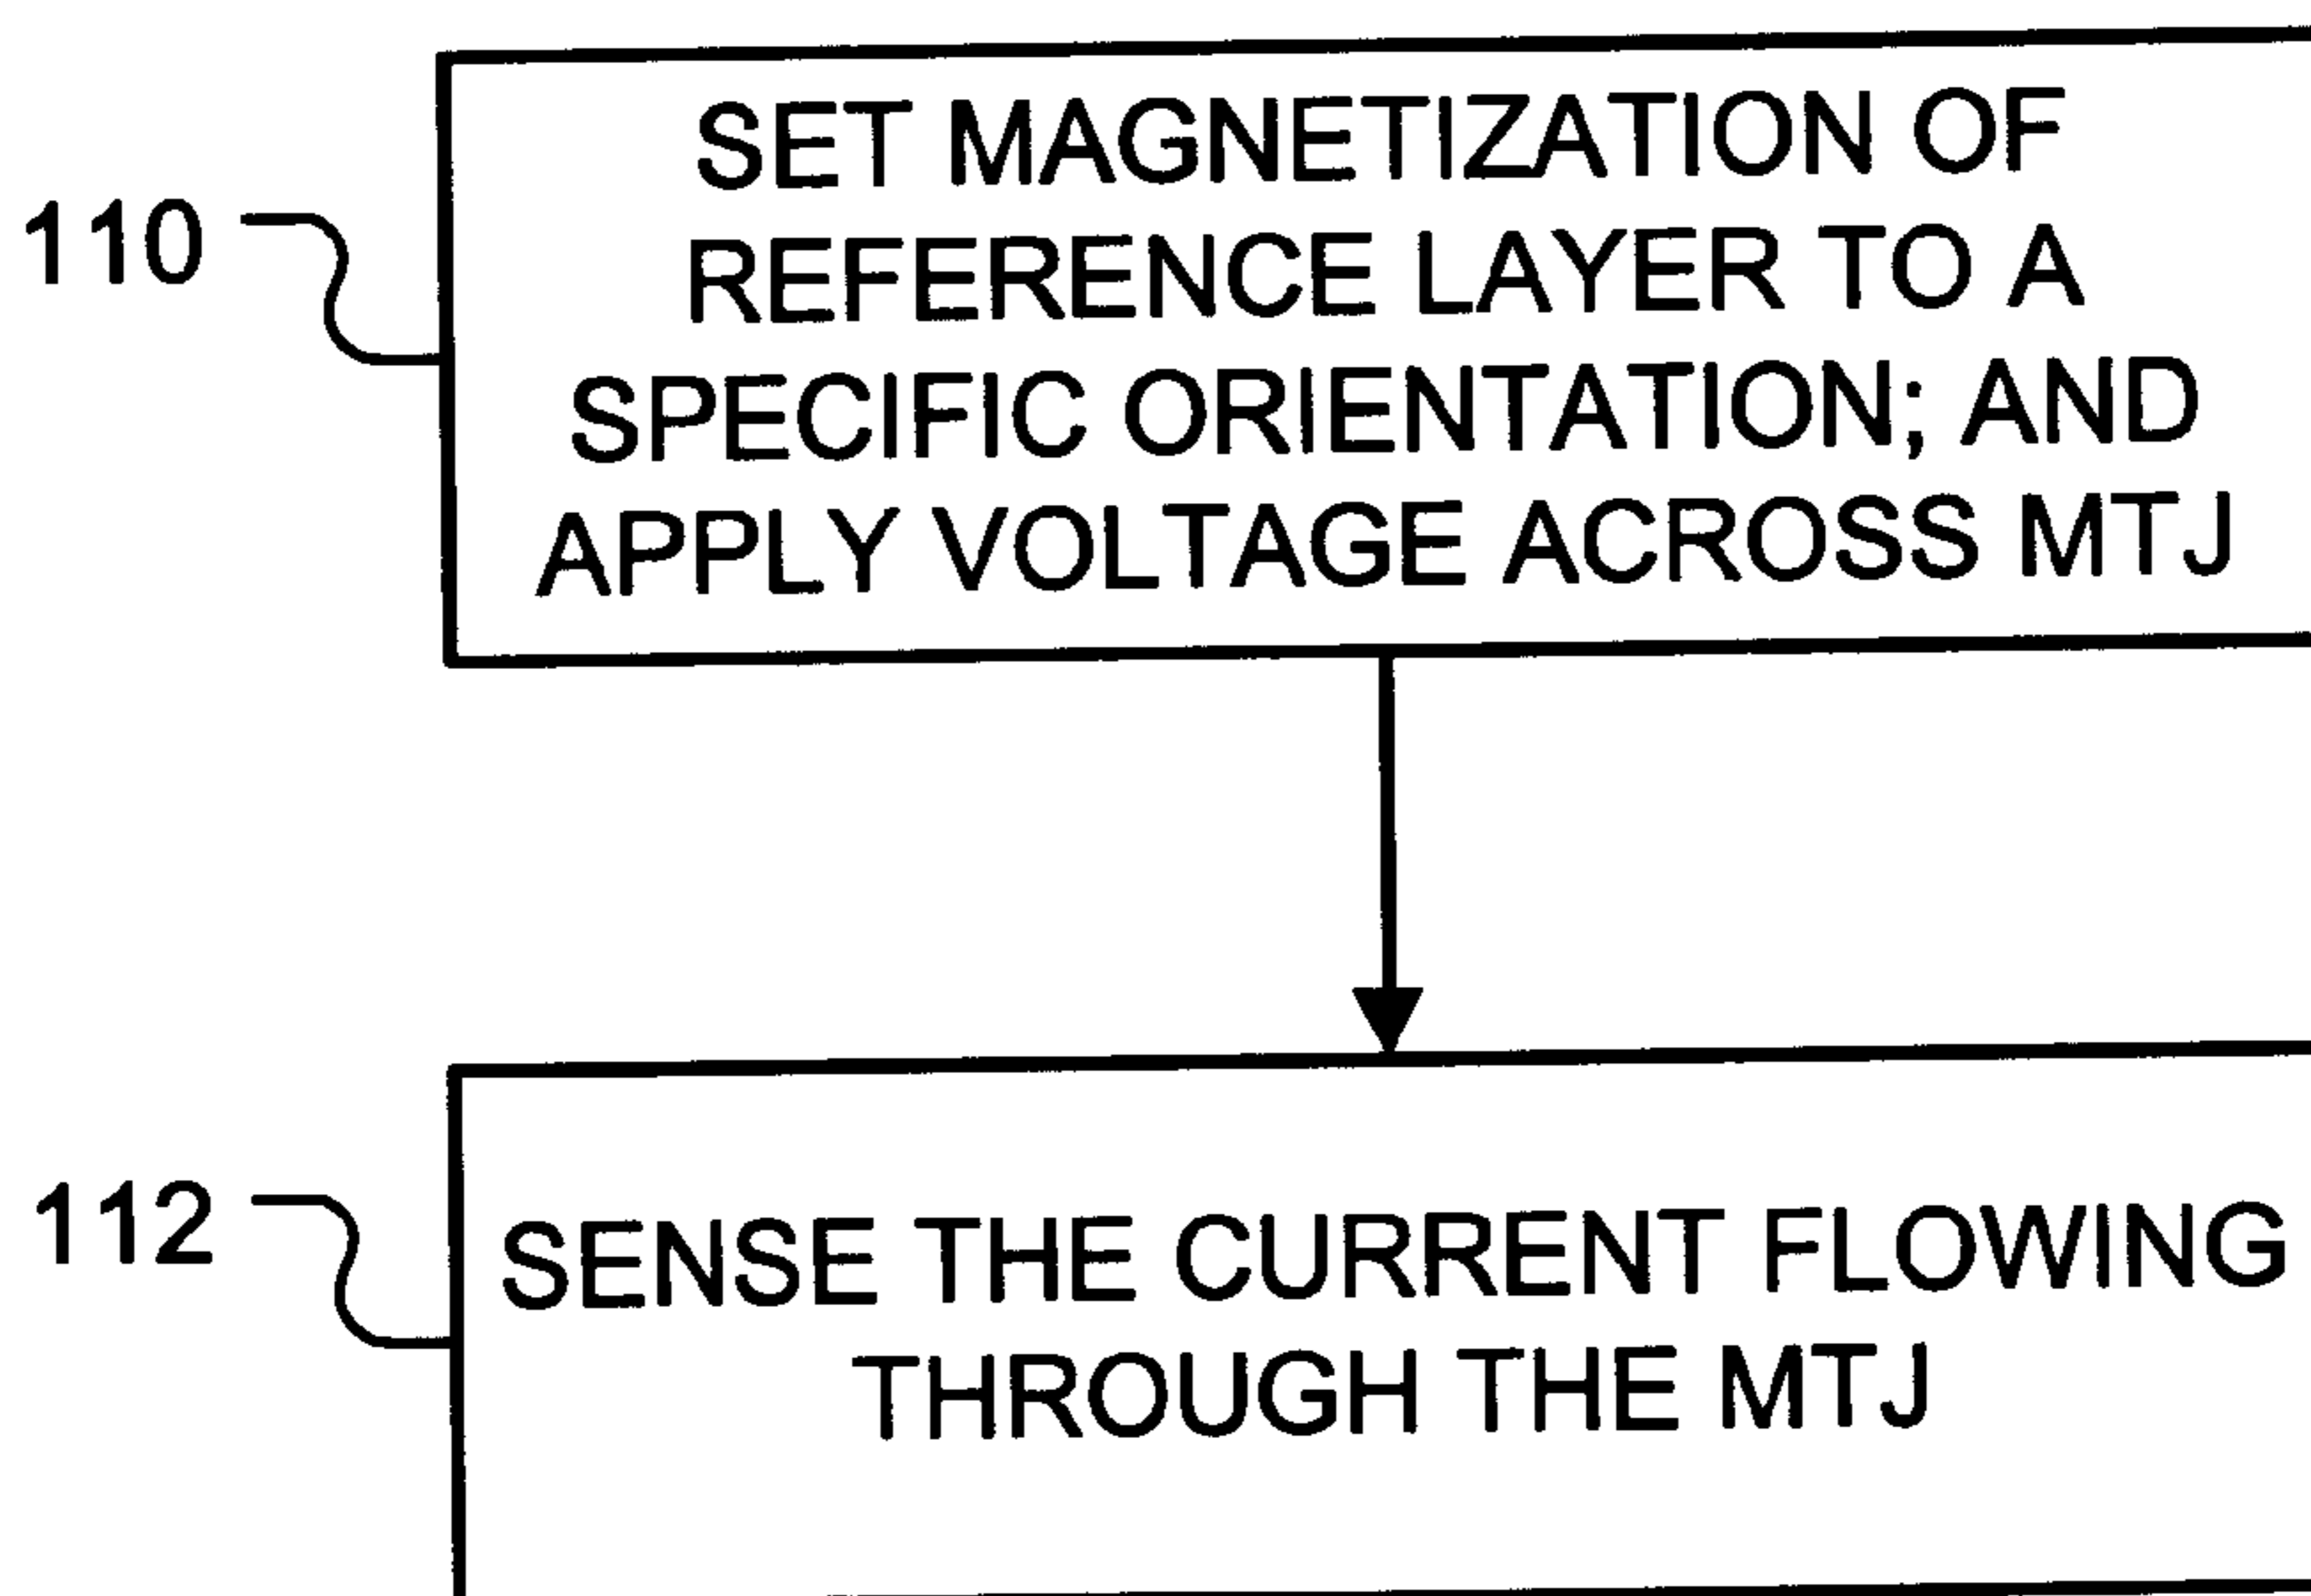 SET MAGNETIZATION OF
110
REFERENCE LAYER TO A
SPECIFIC ORIENTATION; AND
APPLY VOLTAGE ACROSS MTJ
112
SENSE THE CURRENT FLOWING
THROUGH THE MTJ